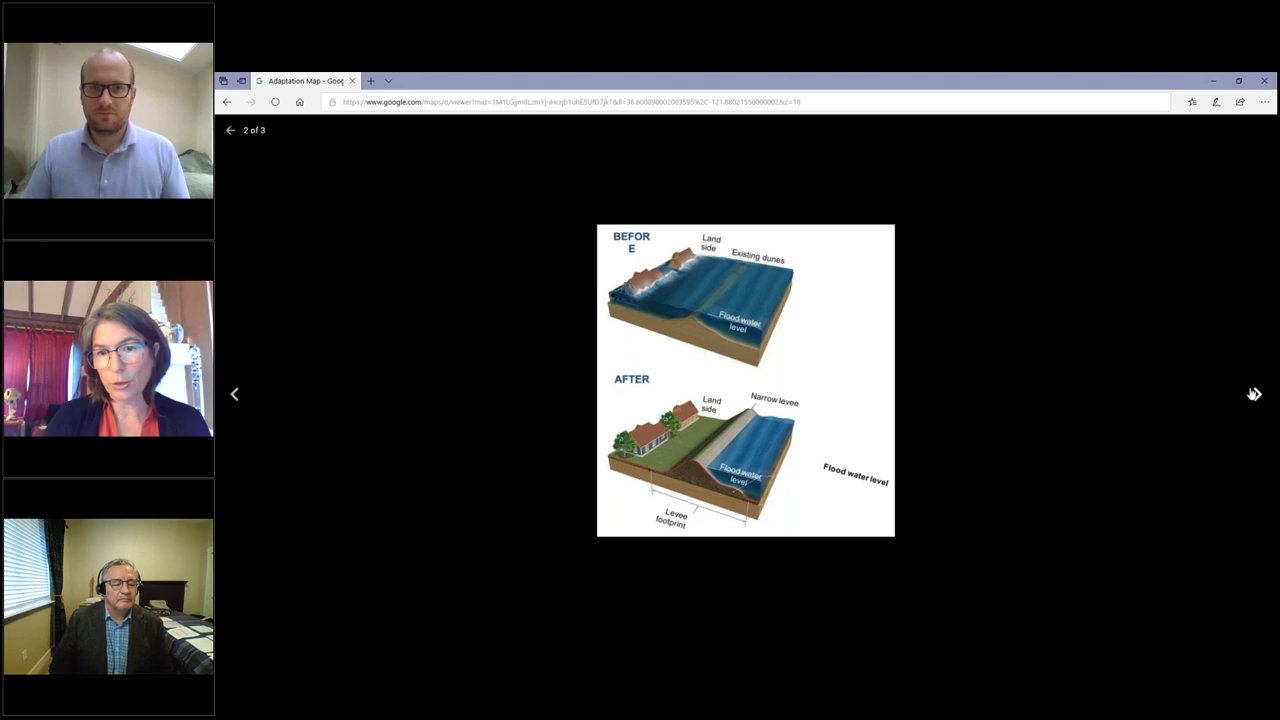 Adaptation Map - Goog
2 of 3
BEFOR
E
Land
side
Existing dunes
Flood water
level
AFTER
Land
side
Narrow levee
Flood water
level
Flood water level
Levee
footprint